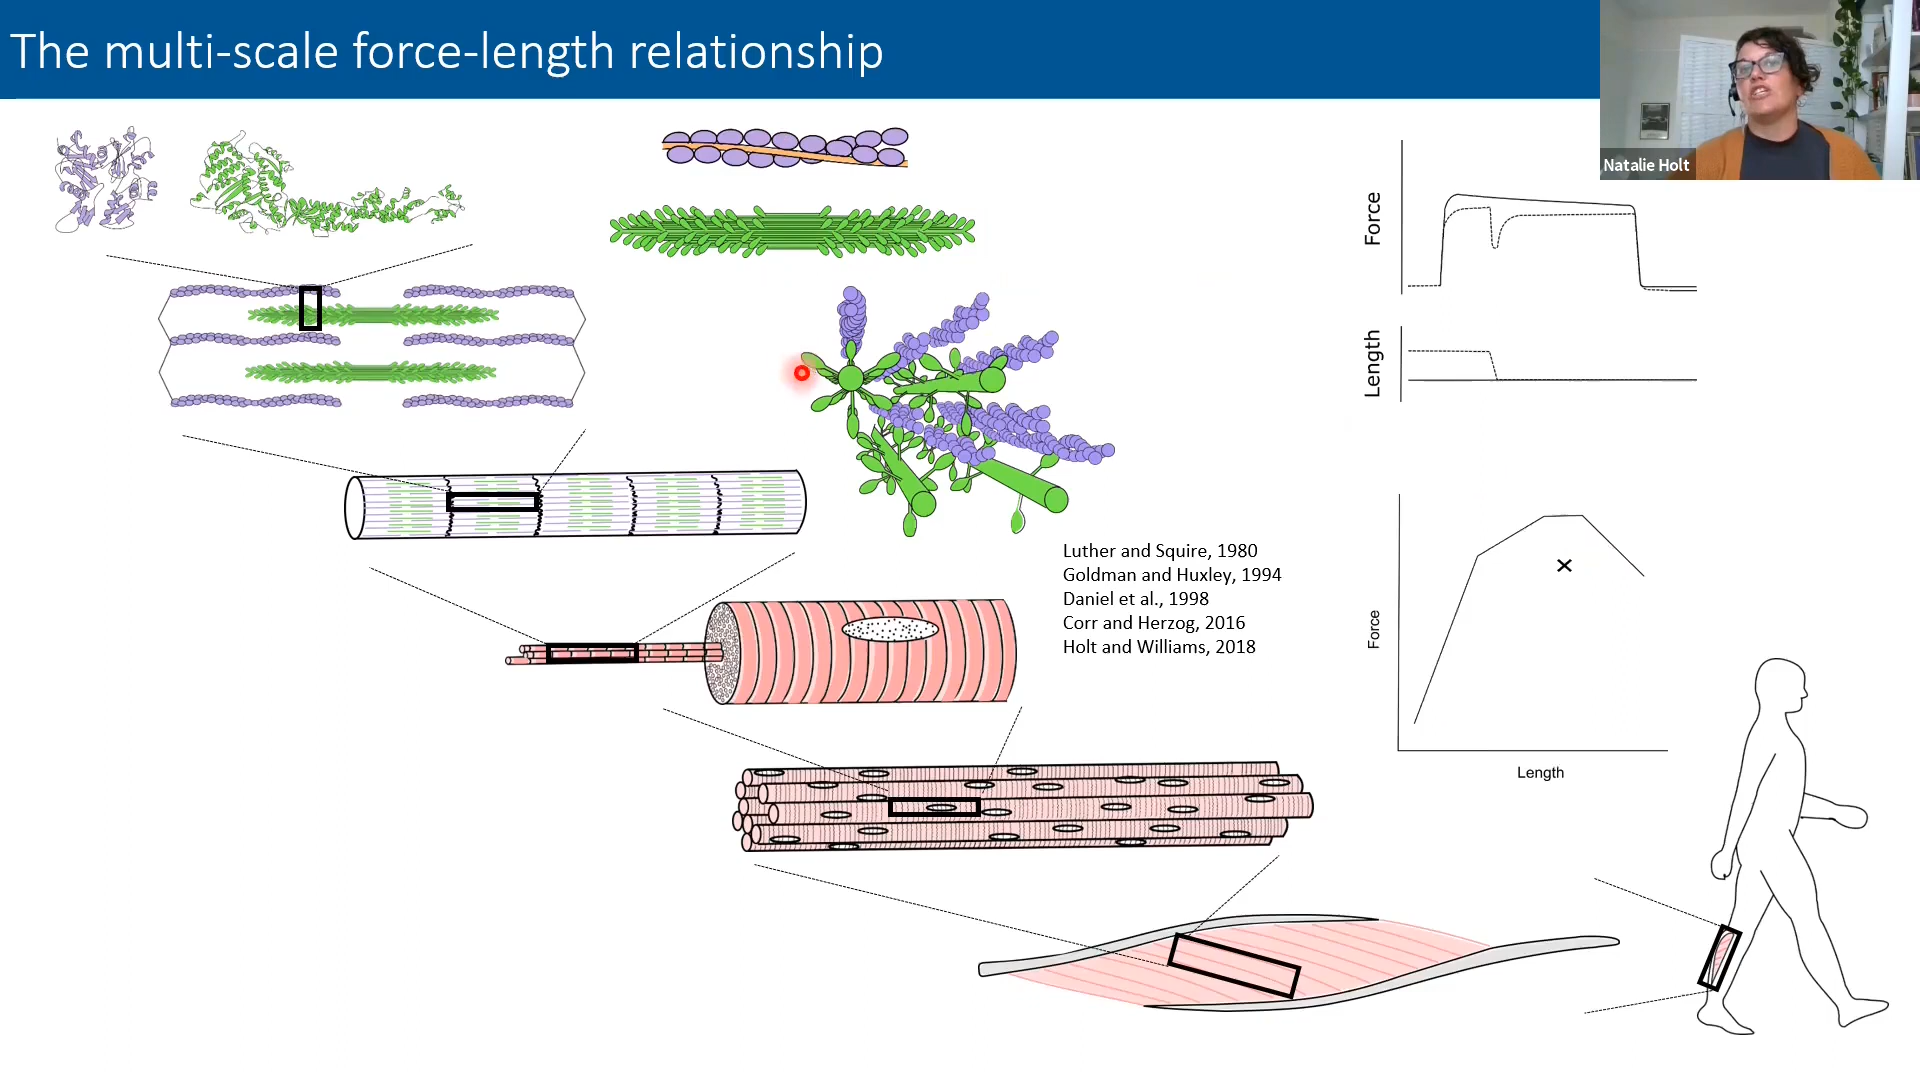 The multi-scale force-length relationship
Natalie Holt
Force
Length
Luther and Squire, 1980
Goldman and Huxley, 1994
Daniel et al., 1998
Corr and Herzog, 2016
Holt and Williams, 2018
Force
Length